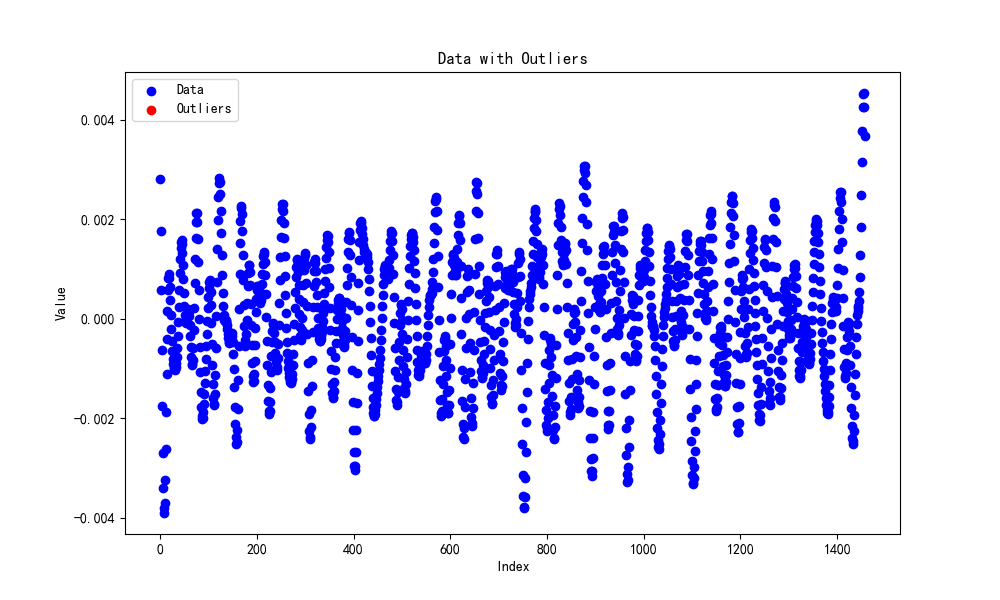 Data with Outliers
Data
Outliers
0.004
0.002
0.000
-0.002
-0.004
Value
0 200 400 600 800 1000 1200 1400
Index